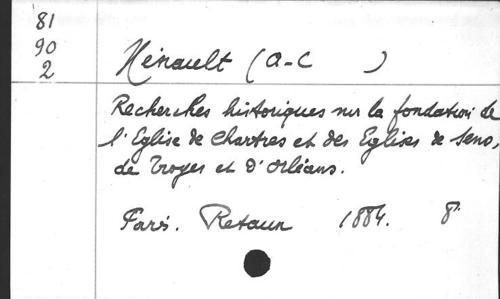 81
90
2
Hénault (A-C )
Recherches historiques sur la fondation de
l'Eglise de Chartres et des Eglises de Sens,
de Troyes et d'Orléans.
Paris. Retaux 1884. 8°